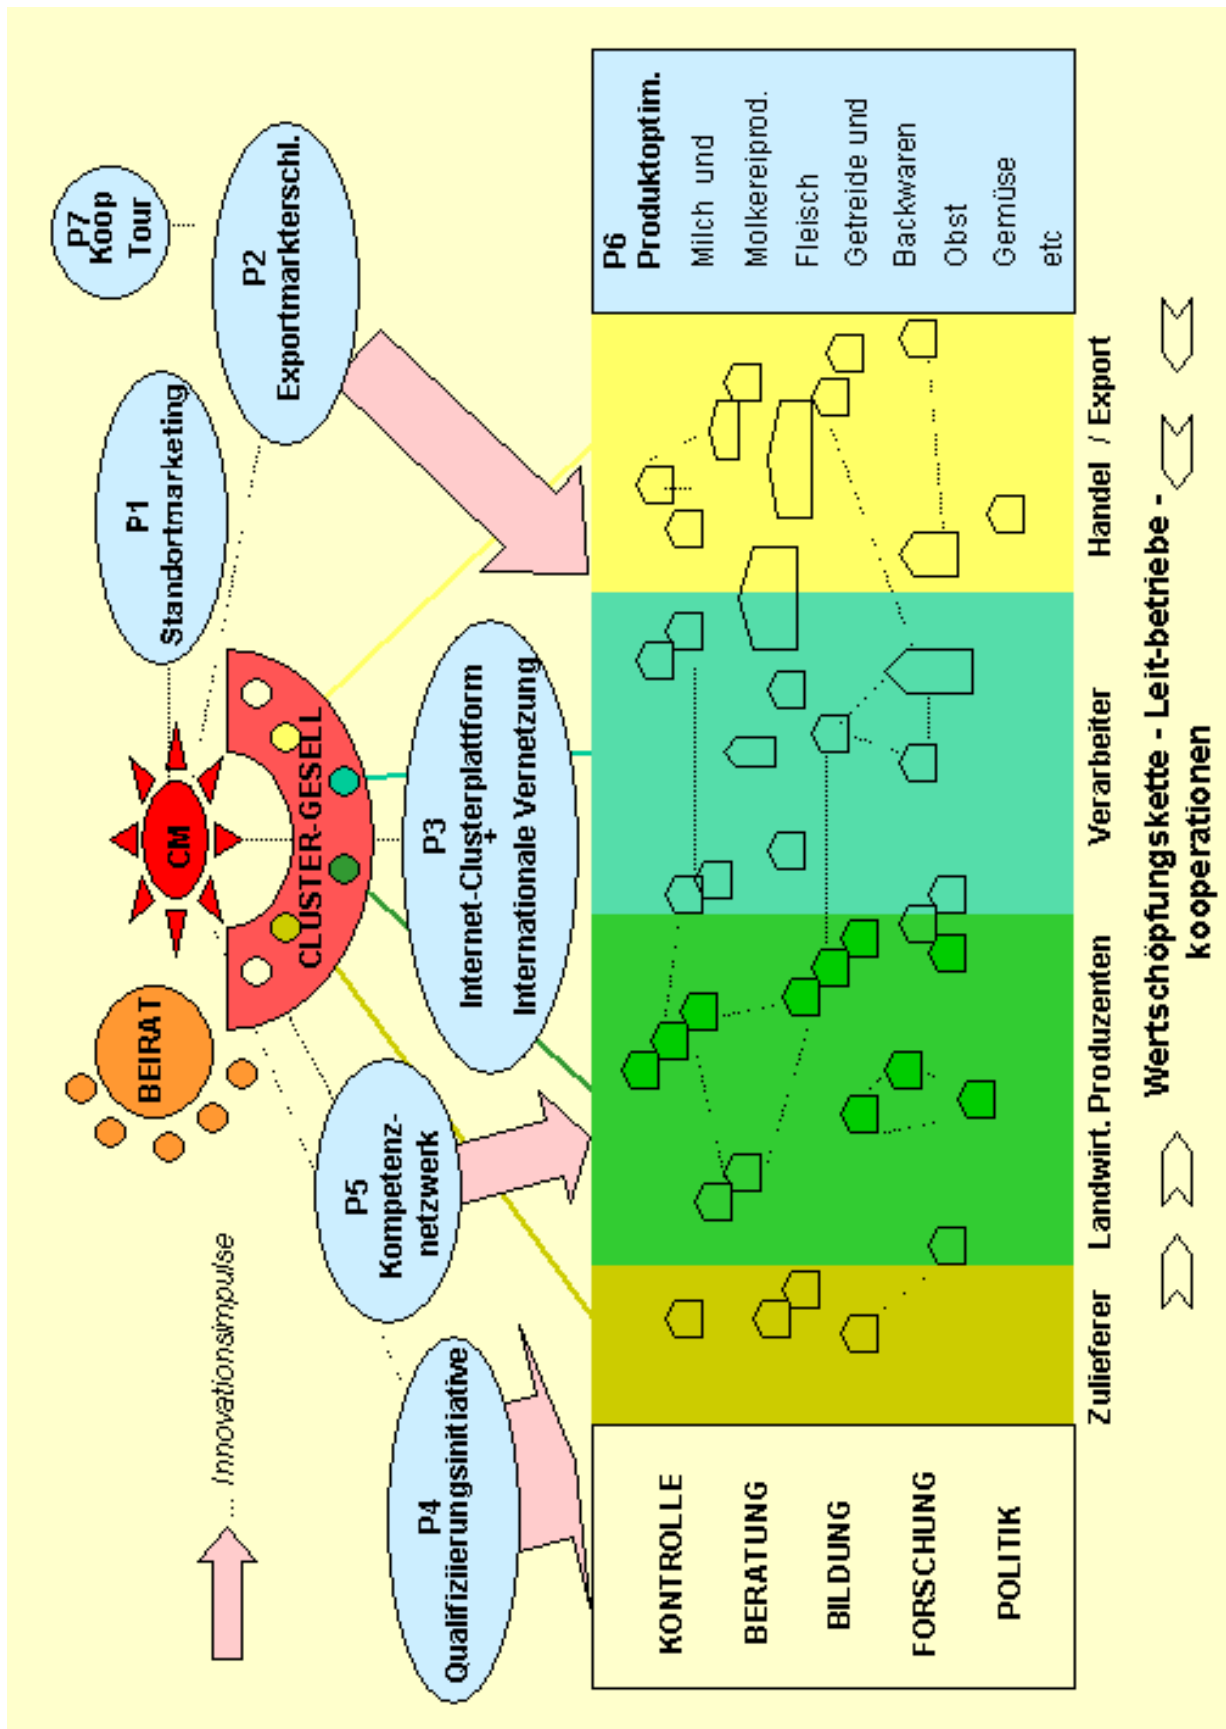 P7
Koop
Tour
P1
Standortmarketing
P2
Exportmarkterschl.
CM
BEIRAT
CLUSTER-GESELL
... Innovationsimpulse
P3
Internet-Clusterplattform
+
Internationale Vernetzung
P5
Kompetenz-
netzwerk
P4
Qualifiziierungsinitiative
KONTROLLE
BERATUNG
BILDUNG
FORSCHUNG
POLITIK
P6
Produktoptim.
Milch und
Molkereiprod.
Fleisch
Getreide und
Backwaren
Obst
Gemüse
etc
Zulieferer
Landwirt. Produzenten
Verarbeiter
Handel / Export
Wertschöpfungskette - Leit-betriebe -
kooperationen